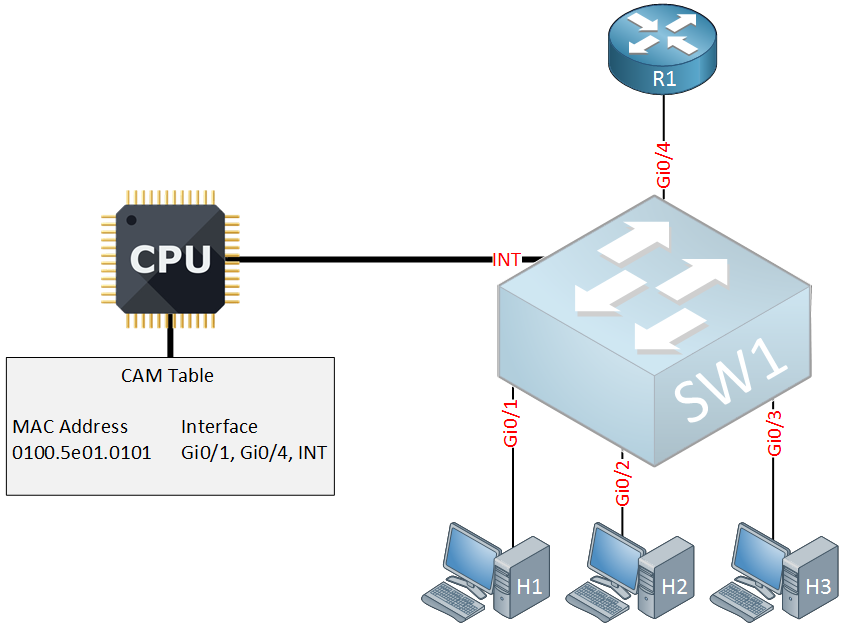 R1
Gi0/4
CPU
INT
SW1
CAM Table
MAC Address Interface
0100.5e01.0101 Gi0/1, Gi0/4, INT
Gi0/1
Gi0/2
Gi0/3
H1
H2
H3